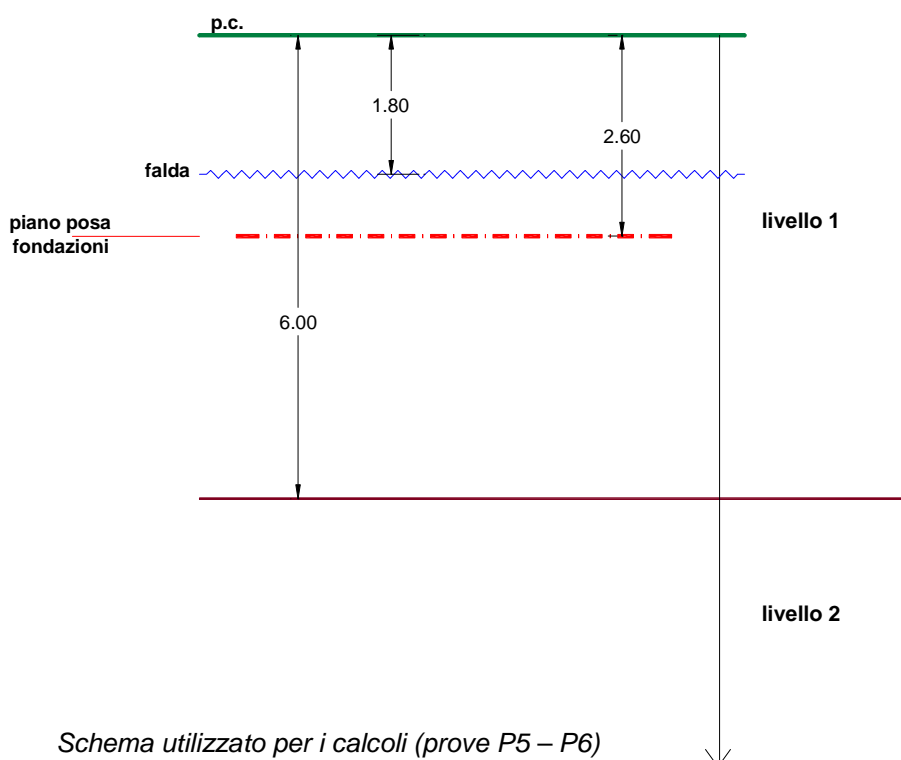 p.c.
1.80
2.60
falda
piano posa
fondazioni
livello 1
6.00
livello 2
Schema utilizzato per i calcoli (prove P5 – P6)